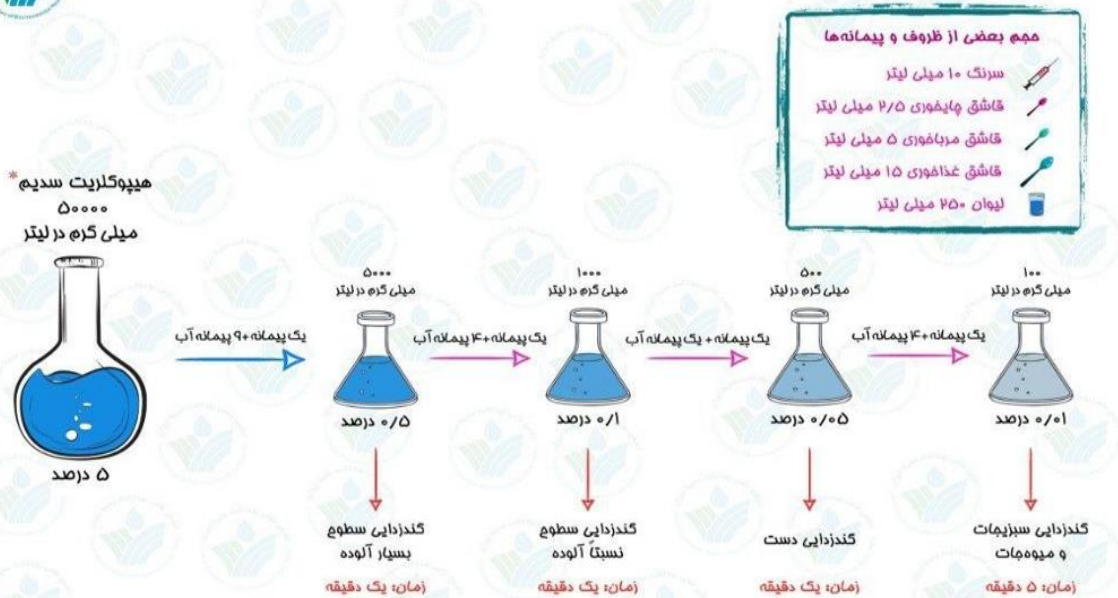 حجم بعضی از ظروف و پیمانه‌ها
سرنگ ۱۰ میلی لیتر
قاشق چایخوری ۲/۵ میلی لیتر
قاشق مرباخوری ۵ میلی لیتر
قاشق غذاخوری ۱۵ میلی لیتر
لیوان ۲۵۰ میلی لیتر
هیپوکلریت سدیم*
۵۰۰۰۰
میلی گرم در لیتر
۵ درصد
یک پیمانه+۹ پیمانه آب
۵۰۰۰
میلی گرم در لیتر
۰/۵ درصد
گندزدایی سطوح
بسیار آلوده
زمان: یک دقیقه
یک پیمانه+۴ پیمانه آب
۱۰۰۰
میلی گرم در لیتر
۰/۱ درصد
گندزدایی سطوح
نسبتاً آلوده
زمان: یک دقیقه
یک پیمانه+ یک پیمانه آب
۵۰۰
میلی گرم در لیتر
۰/۰۵ درصد
گندزدایی دست
زمان: یک دقیقه
یک پیمانه+۴ پیمانه آب
۱۰۰
میلی گرم در لیتر
۰/۰۱ درصد
گندزدایی سبزیجات
و میوه‌جات
زمان: ۵ دقیقه